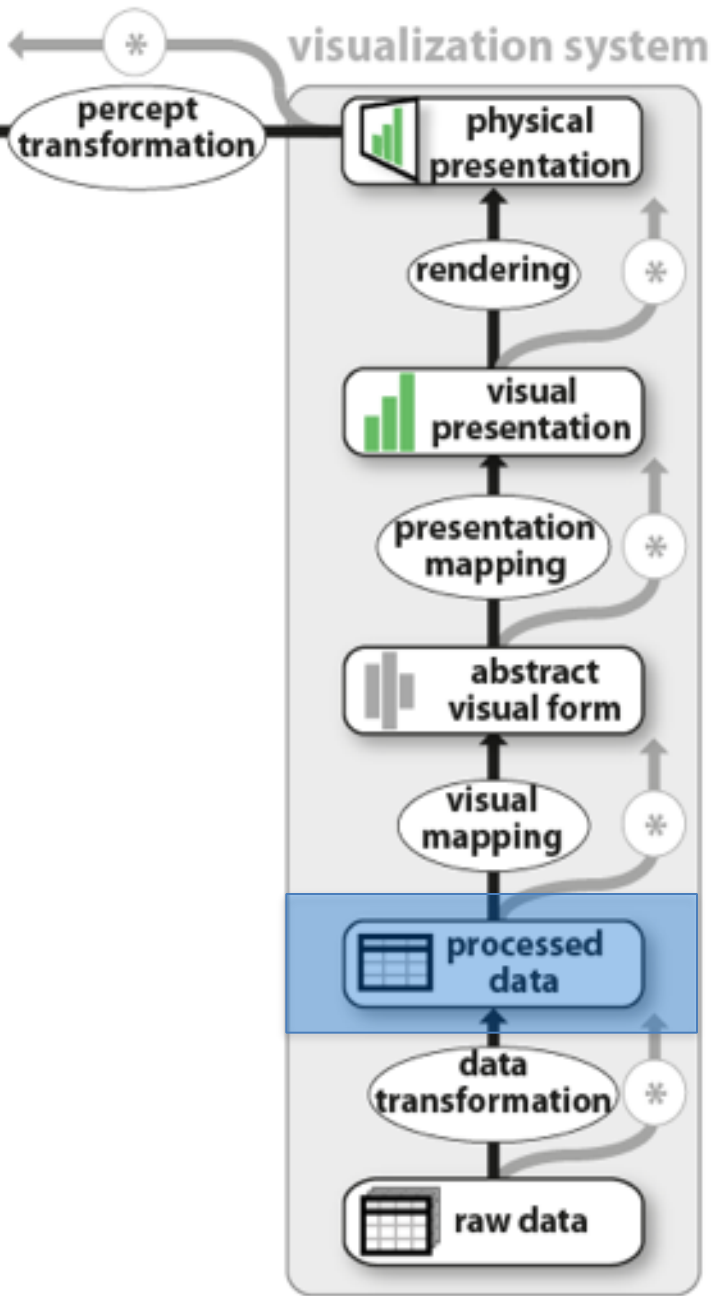 *
visualization system
percept
transformation
physical
presentation
rendering
*
visual
presentation
presentation
mapping
*
abstract
visual form
visual
mapping
*
processed
data
data
transformation
*
raw data